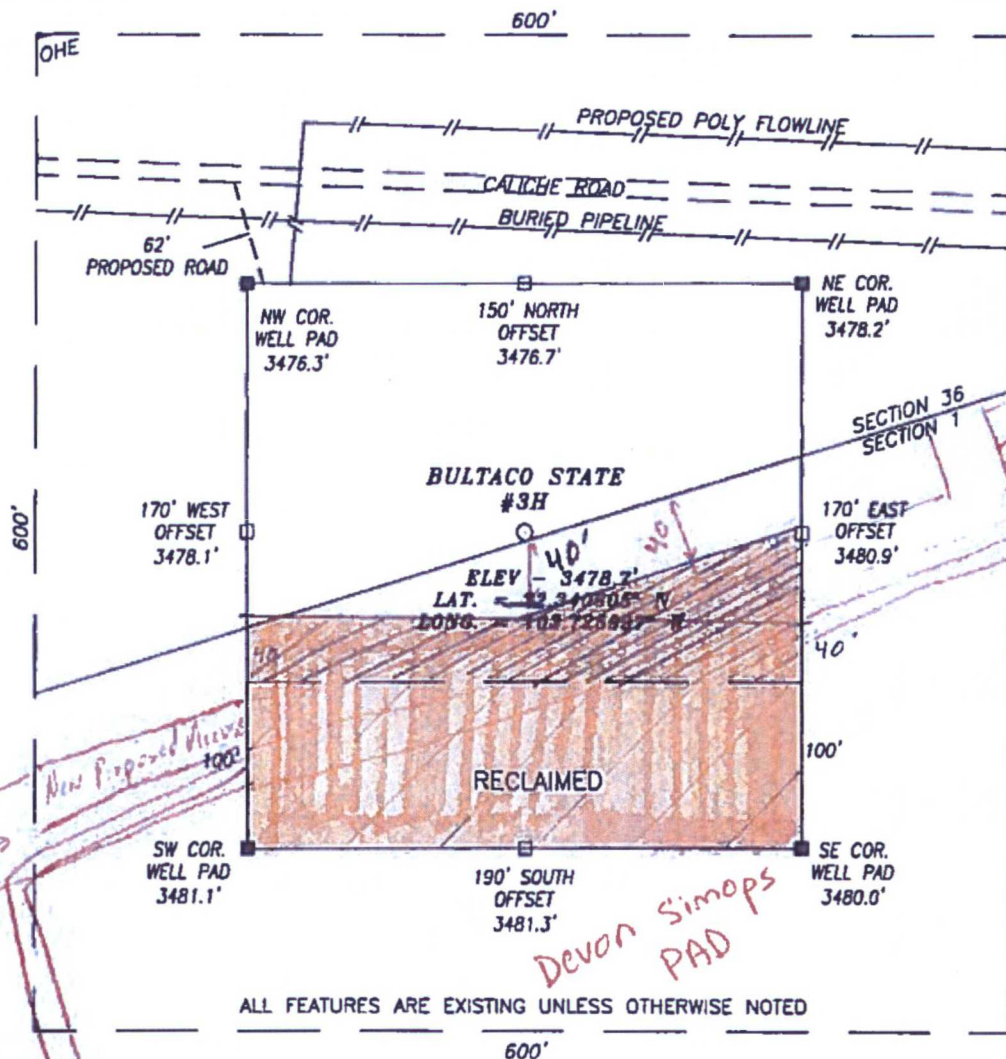 600'
OHE
PROPOSED POLY FLOWLINE
CALICHE ROAD
BURIED PIPELINE
62'
PROPOSED ROAD
NW COR.
WELL PAD
3476.3'
150' NORTH
OFFSET
3476.7'
NE COR.
WELL PAD
3478.2'
SECTION 36
SECTION 1
BULTACO STATE
#3H
600'
170' WEST
OFFSET
3478.1'
170' EAST
OFFSET
3480.9'
40'
40
ELEV - 3478.2'
LAT. = N
LONG. =
40
40'
New Proposed
100'
100'
RECLAIMED
SW COR.
WELL PAD
3481.1'
190' SOUTH
OFFSET
3481.3'
SE COR.
WELL PAD
3480.0'
Devon Simops
PAD
ALL FEATURES ARE EXISTING UNLESS OTHERWISE NOTED
600'